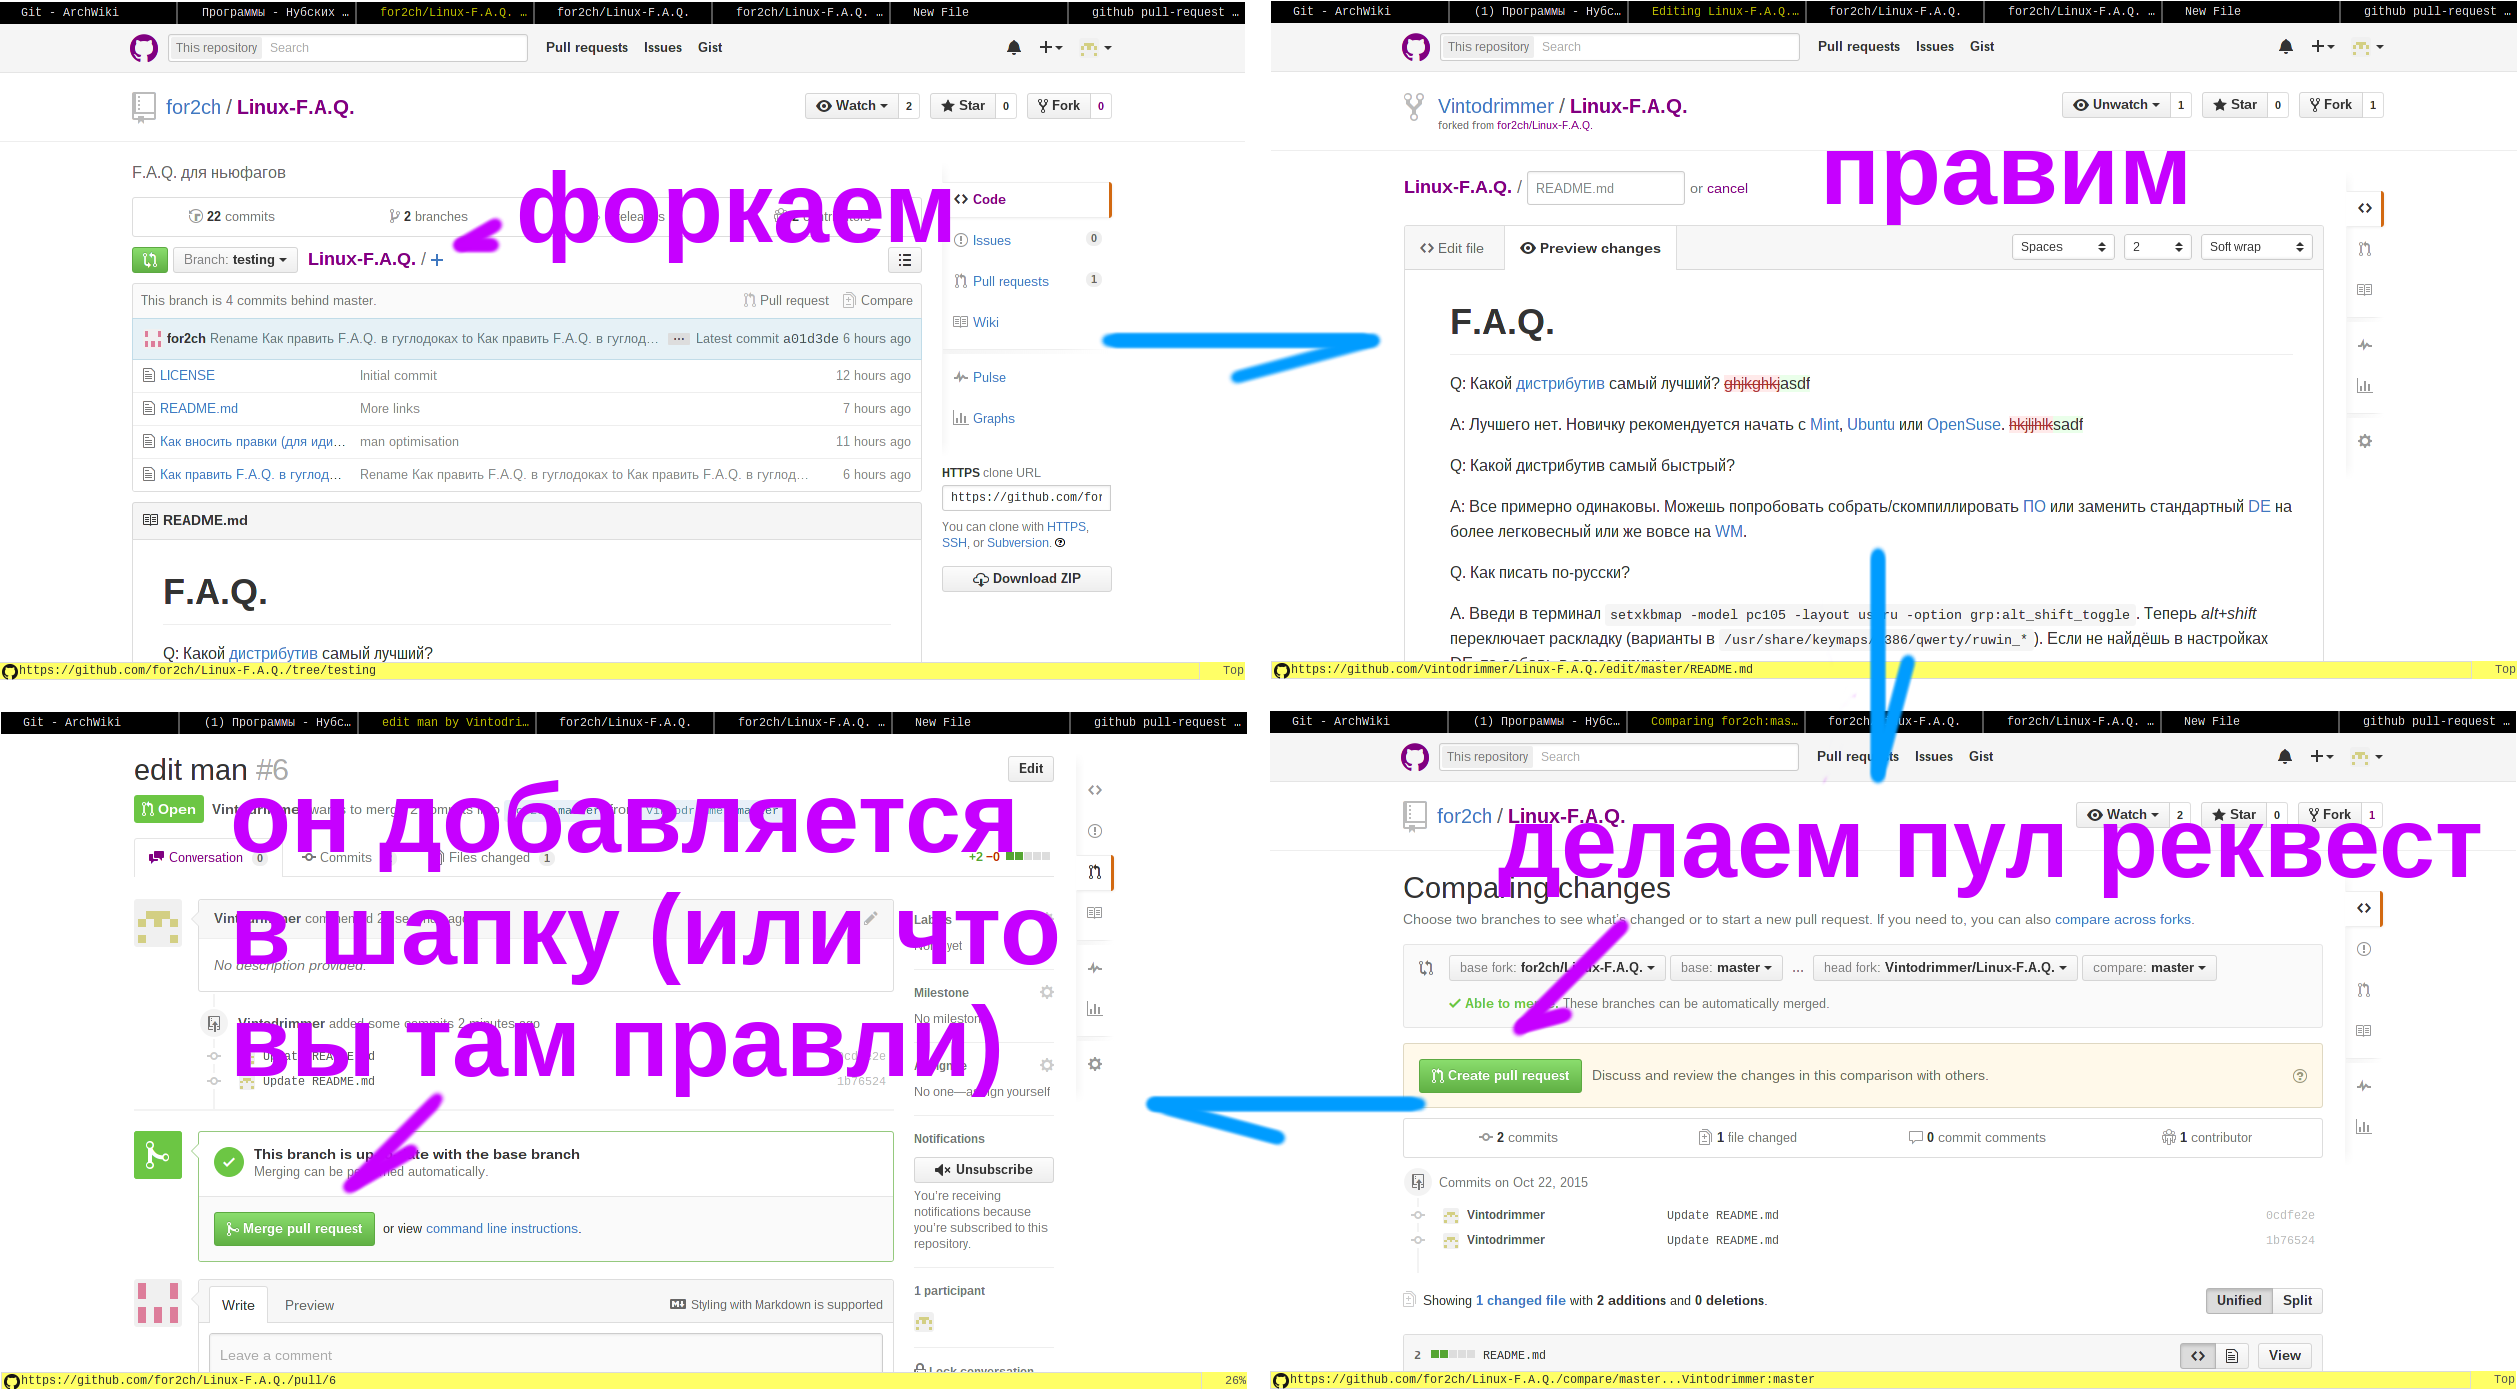 Git - ArchWiki
Программы - Нубских …
for2ch/Linux-F.A.Q. …
for2ch/Linux-F.A.Q.
for2ch/Linux-F.A.Q. …
New File
github pull-request …
This repository Search Pull requests Issues Gist
for2ch / Linux-F.A.Q.
Watch 2 Star 0 Fork 0
F.A.Q. для ньюфагов
форкаем
22 commits 2 branches
Branch: testing Linux-F.A.Q. / +
This branch is 4 commits behind master. Pull request Compare
for2ch Rename Как править F.A.Q. в гуглодоках to Как править F.A.Q. в гуглод… … Latest commit a01d3de 6 hours ago
LICENSE Initial commit 12 hours ago
README.md More links 7 hours ago
Как вносить правки (для иди… man optimisation 11 hours ago
Как править F.A.Q. в гуглод… Rename Как править F.A.Q. в гуглодоках to Как править F.A.Q. в гуглод… 6 hours ago
README.md
F.A.Q.
Q: Какой дистрибутив самый лучший?
Code
Issues 0
Pull requests 1
Wiki
Pulse
Graphs
HTTPS clone URL
https://github.com/for
You can clone with HTTPS,
SSH, or Subversion.
Download ZIP
https://github.com/for2ch/Linux-F.A.Q./tree/testing Top
Git - ArchWiki
(1) Программы - Нубс…
Editing Linux-F.A.Q.…
for2ch/Linux-F.A.Q.
for2ch/Linux-F.A.Q. …
New File
github pull-request …
This repository Search Pull requests Issues Gist
Vintodrimmer / Linux-F.A.Q.
forked from for2ch/Linux-F.A.Q.
Unwatch 1 Star 0 Fork 1
правим
Linux-F.A.Q. / README.md or cancel
Edit file Preview changes Spaces 2 Soft wrap
F.A.Q.
Q: Какой дистрибутив самый лучший? ghjkghkjasdf
A: Лучшего нет. Новичку рекомендуется начать с Mint, Ubuntu или OpenSuse. hkjljhlksadf
Q: Какой дистрибутив самый быстрый?
A: Все примерно одинаковы. Можешь попробовать собрать/скомпиллировать ПО или заменить стандартный DE на
более легковесный или же вовсе на WM.
Q. Как писать по-русски?
A. Введи в терминал setxkbmap -model pc105 -layout us,ru -option grp:alt_shift_toggle. Теперь alt+shift
переключает раскладку (варианты в /usr/share/keymaps/i386/qwerty/ruwin_* ). Если не найдёшь в настройках
https://github.com/Vintodrimmer/Linux-F.A.Q./edit/master/README.md Top
Git - ArchWiki
(1) Программы - Нубс…
edit man by Vintodri…
for2ch/Linux-F.A.Q.
for2ch/Linux-F.A.Q. …
New File
github pull-request …
edit man #6 Edit
Open Vintodrimmer wants to merge 2 commits into
он добавляется
в шапку (или что
вы там правли)
Conversation 0 Commits Files changed 1 +2 −0
Vintodrimmer commented
No description provided.
Vintodrimmer added some commits 2 minutes ago
Update README.md
Update README.md 1b76524
This branch is up-to-date with the base branch
Merging can be performed automatically.
Merge pull request or view command line instructions.
Write Preview Styling with Markdown is supported
Leave a comment
Labels
None yet
Milestone
No milestone
Assignee
No one—assign yourself
Notifications
Unsubscribe
You’re receiving
notifications because
you’re subscribed to this
repository.
1 participant
Lock conversation
https://github.com/for2ch/Linux-F.A.Q./pull/6 26%
Git - ArchWiki
(1) Программы - Нубс…
Comparing for2ch:mas…
for2ch/Linux-F.A.Q.
for2ch/Linux-F.A.Q. …
New File
github pull-request …
This repository Search Pull requests Issues Gist
for2ch / Linux-F.A.Q.
Watch 2 Star 0 Fork 1
делаем пул реквест
Comparing changes
Choose two branches to see what’s changed or to start a new pull request. If you need to, you can also compare across forks.
base fork: for2ch/Linux-F.A.Q. base: master … head fork: Vintodrimmer/Linux-F.A.Q. compare: master
Able to merge. These branches can be automatically merged.
Create pull request Discuss and review the changes in this comparison with others.
2 commits 1 file changed 0 commit comments 1 contributor
Commits on Oct 22, 2015
Vintodrimmer Update README.md 0cdfe2e
Vintodrimmer Update README.md 1b76524
Showing 1 changed file with 2 additions and 0 deletions. Unified Split
2 README.md View
https://github.com/for2ch/Linux-F.A.Q./compare/master...Vintodrimmer:master Top